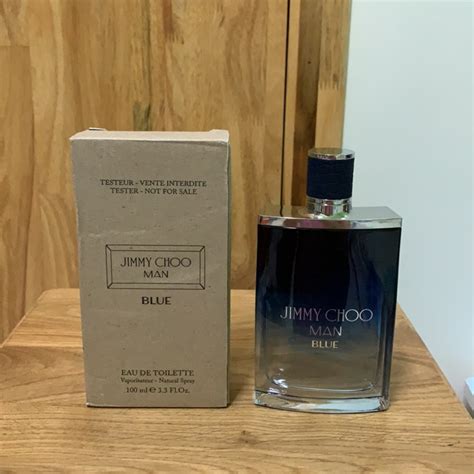 TESTEUR - VENTE INTERDITE
TESTER - NOT FOR SALE
JIMMY CHOO
MAN
BLUE
EAU DE TOILETTE
Vaporisateur - Natural Spray
100 ml e 3.3 Fl.Oz.
JIMMY CHOO
MAN
BLUE